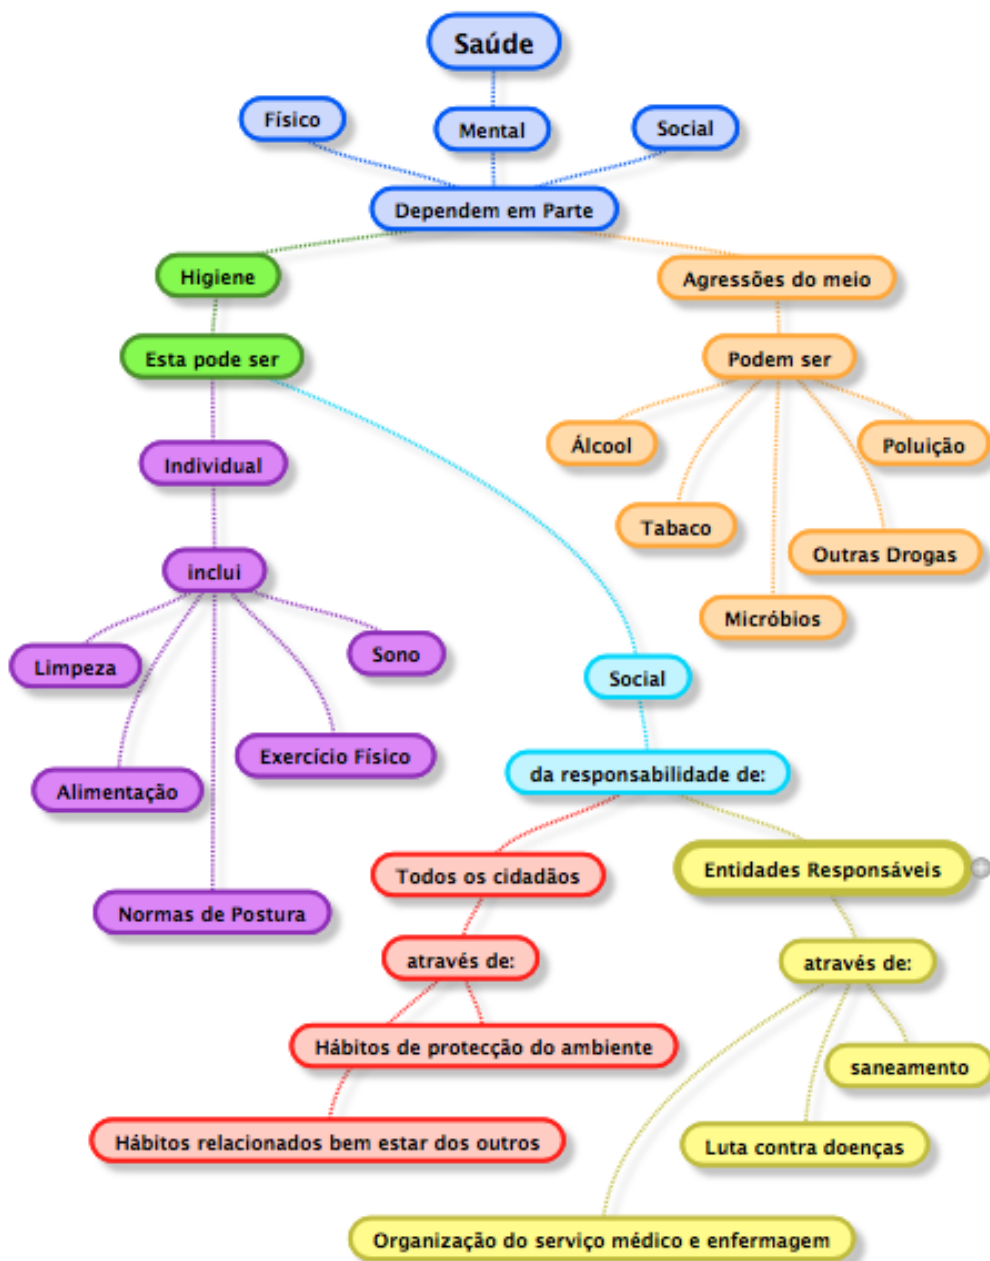 Saúde
Físico
Mental
Social
Dependem em Parte
Higiene
Agressões do meio
Esta pode ser
Podem ser
Individual
Álcool
Poluição
Tabaco
Outras Drogas
inclui
Micróbios
Limpeza
Sono
Social
Alimentação
Exercício Físico
da responsabilidade de:
Normas de Postura
Todos os cidadãos
Entidades Responsáveis
através de:
através de:
Hábitos de protecção do ambiente
saneamento
Hábitos relacionados bem estar dos outros
Luta contra doenças
Organização do serviço médico e enfermagem